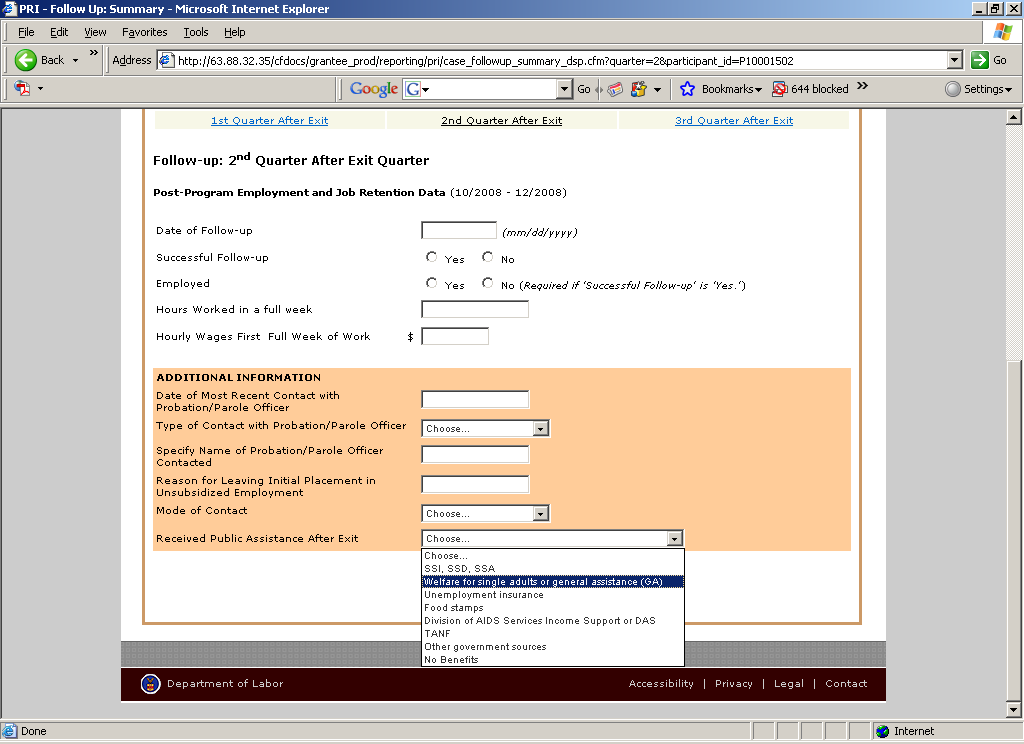 PRI - Follow Up: Summary - Microsoft Internet Explorer
File Edit View Favorites Tools Help
Back » Address http://63.88.32.35/cfdocs/grantee_prod/reporting/pri/case_followup_summary_dsp.cfm?quarter=2&participant_id=P10001502 Go
Google G Go Bookmarks 644 blocked » Settings
1st Quarter After Exit 2nd Quarter After Exit 3rd Quarter After Exit
Follow-up: 2nd Quarter After Exit Quarter
Post-Program Employment and Job Retention Data (10/2008 - 12/2008)
Date of Follow-up (mm/dd/yyyy)
Successful Follow-up Yes No
Employed Yes No (Required if 'Successful Follow-up' is 'Yes.')
Hours Worked in a full week
Hourly Wages First Full Week of Work $
ADDITIONAL INFORMATION
Date of Most Recent Contact with
Probation/Parole Officer
Type of Contact with Probation/Parole Officer Choose...
Specify Name of Probation/Parole Officer
Contacted
Reason for Leaving Initial Placement in
Unsubsidized Employment
Mode of Contact Choose...
Received Public Assistance After Exit Choose...
Choose...
SSI, SSD, SSA
Welfare for single adults or general assistance (GA)
Unemployment insurance
Food stamps
Division of AIDS Services Income Support or DAS
TANF
Other government sources
No Benefits
Department of Labor Accessibility | Privacy | Legal | Contact
Done Internet